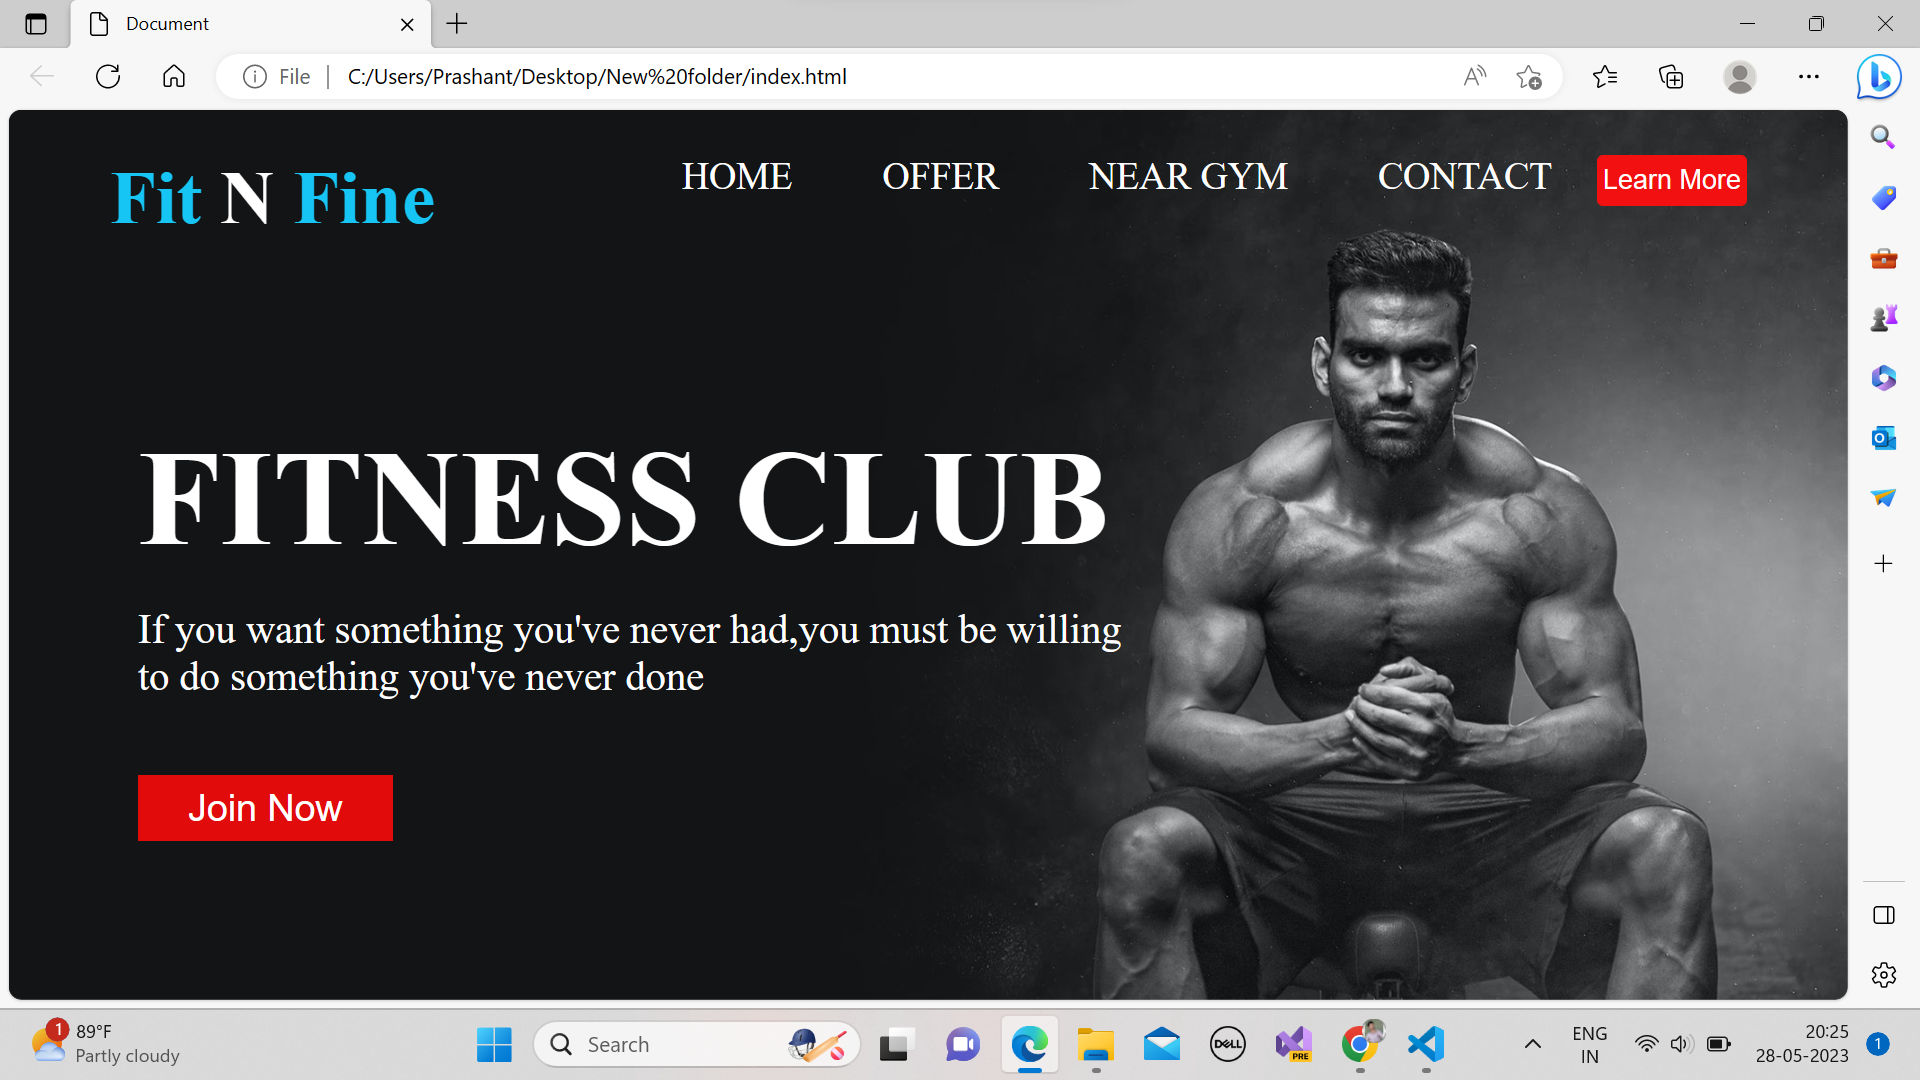 Document
File
C:/Users/Prashant/Desktop/New%20folder/index.html
Fit N Fine
HOME
OFFER
NEAR GYM
CONTACT
Learn More
FITNESS CLUB
If you want something you've never had,you must be willing
to do something you've never done
Join Now
1
89°F
Partly cloudy
Search
DELL
PRE
ENG
IN
20:25
28-05-2023
1